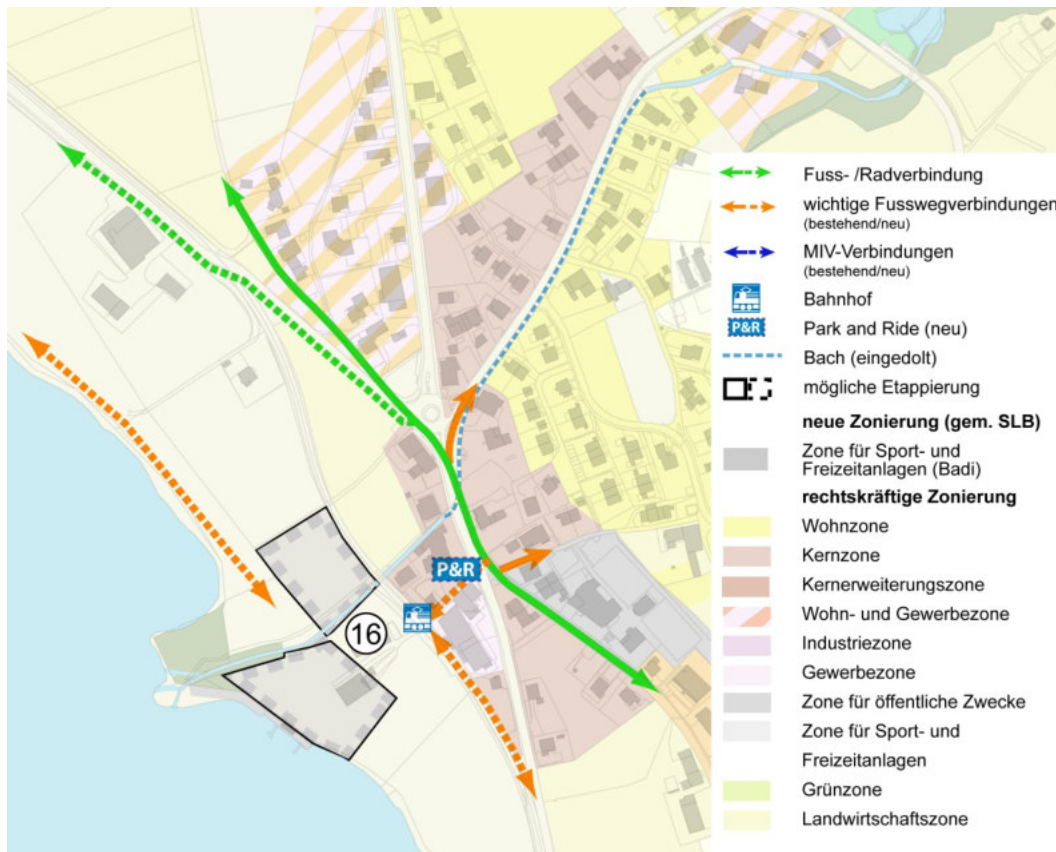 P&R
16
Fuss- /Radverbindung
wichtige Fusswegverbindungen
(bestehend/neu)
MIV-Verbindungen
(bestehend/neu)
Bahnhof
P&R
Park and Ride (neu)
Bach (eingedolt)
mögliche Etappierung
neue Zonierung (gem. SLB)
Zone für Sport- und
Freizeitanlagen (Badi)
rechtskräftige Zonierung
Wohnzone
Kernzone
Kernerweiterungszone
Wohn- und Gewerbezone
Industriezone
Gewerbezone
Zone für öffentliche Zwecke
Zone für Sport- und
Freizeitanlagen
Grünzone
Landwirtschaftszone